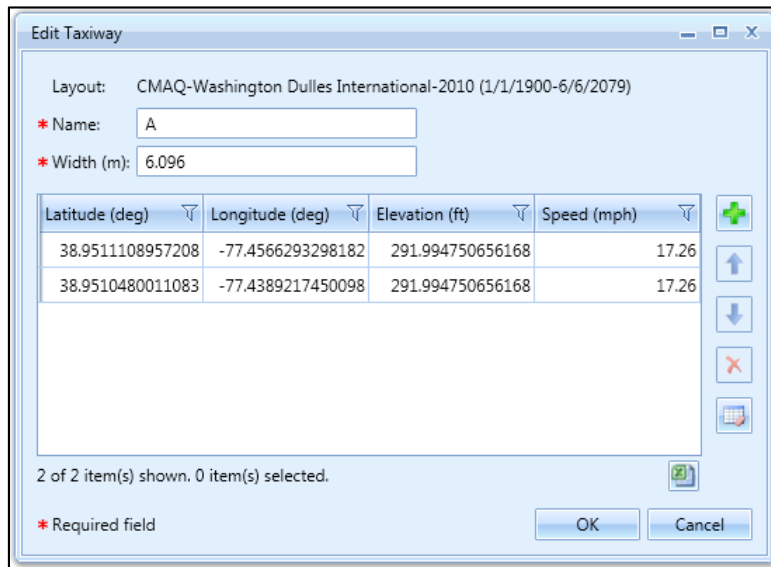 Edit Taxiway
Layout: CMAQ-Washington Dulles International-2010 (1/1/1900-6/6/2079)
* Name: A
* Width (m): 6.096
Latitude (deg) Longitude (deg) Elevation (ft) Speed (mph)
38.9511108957208 -77.4566293298182 291.994750656168 17.26
38.9510480011083 -77.4389217450098 291.994750656168 17.26
2 of 2 item(s) shown. 0 item(s) selected.
* Required field OK Cancel